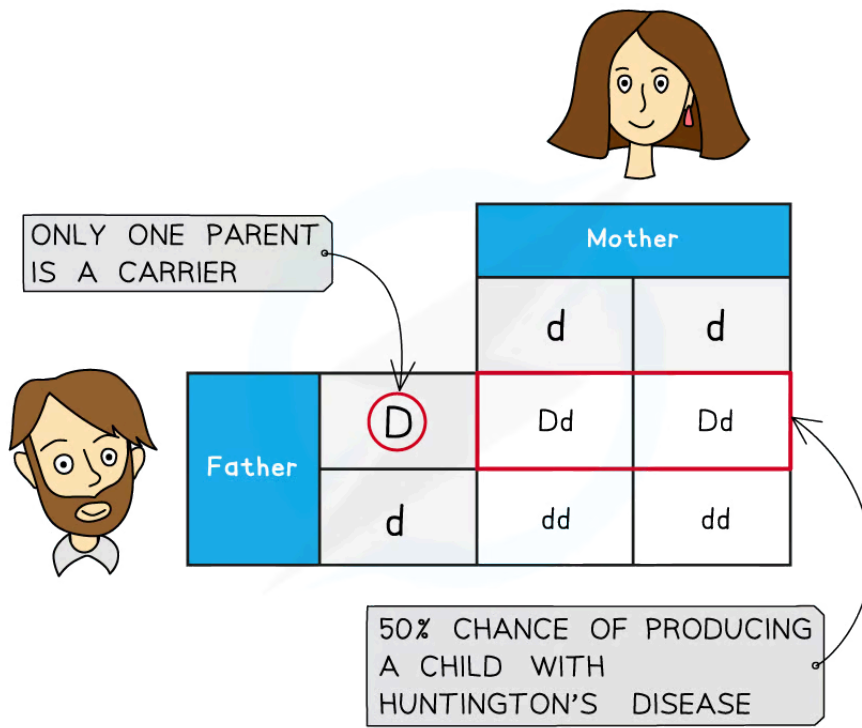 ONLY ONE PARENT
IS A CARRIER
Mother
d d
Father
D Dd Dd
d dd dd
50% CHANCE OF PRODUCING
A CHILD WITH
HUNTINGTON'S DISEASE